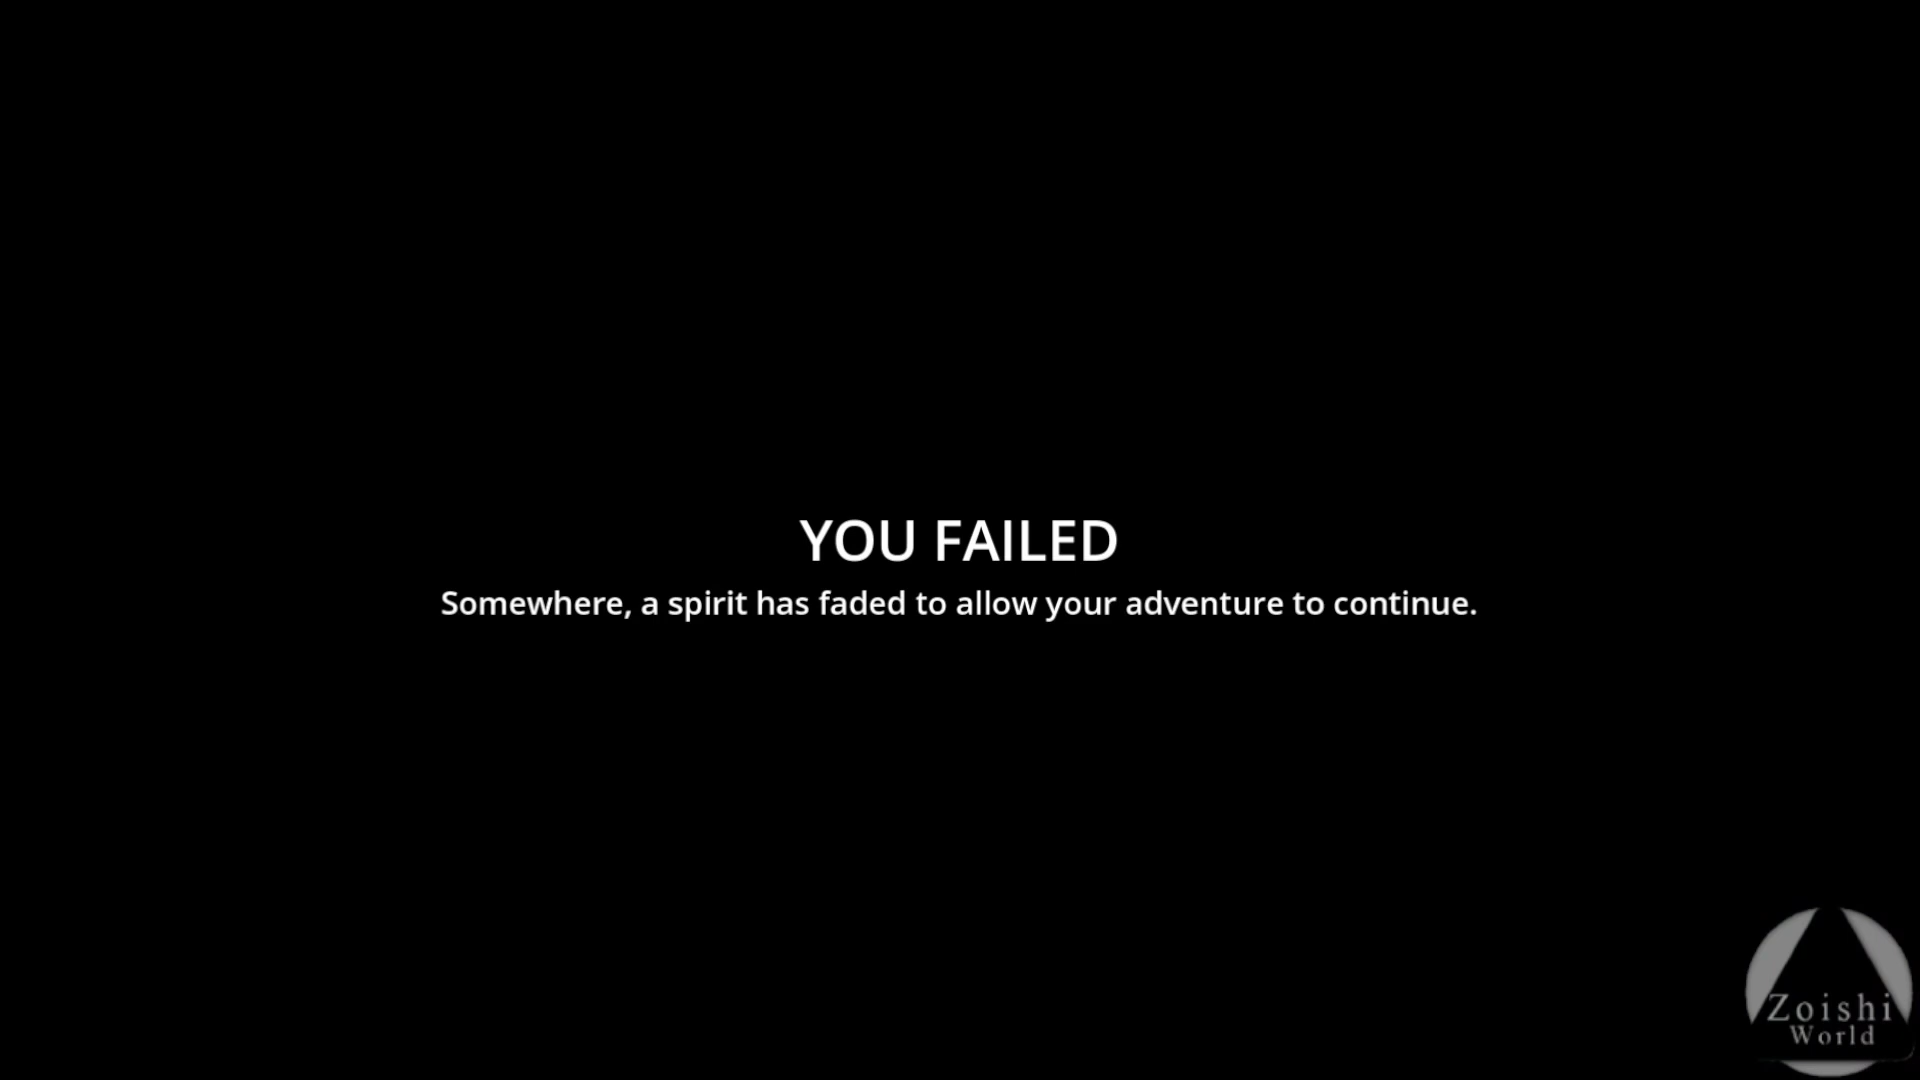 YOU FAILED
Somewhere, a spirit has faded to allow your adventure to continue.
Zoishi
World